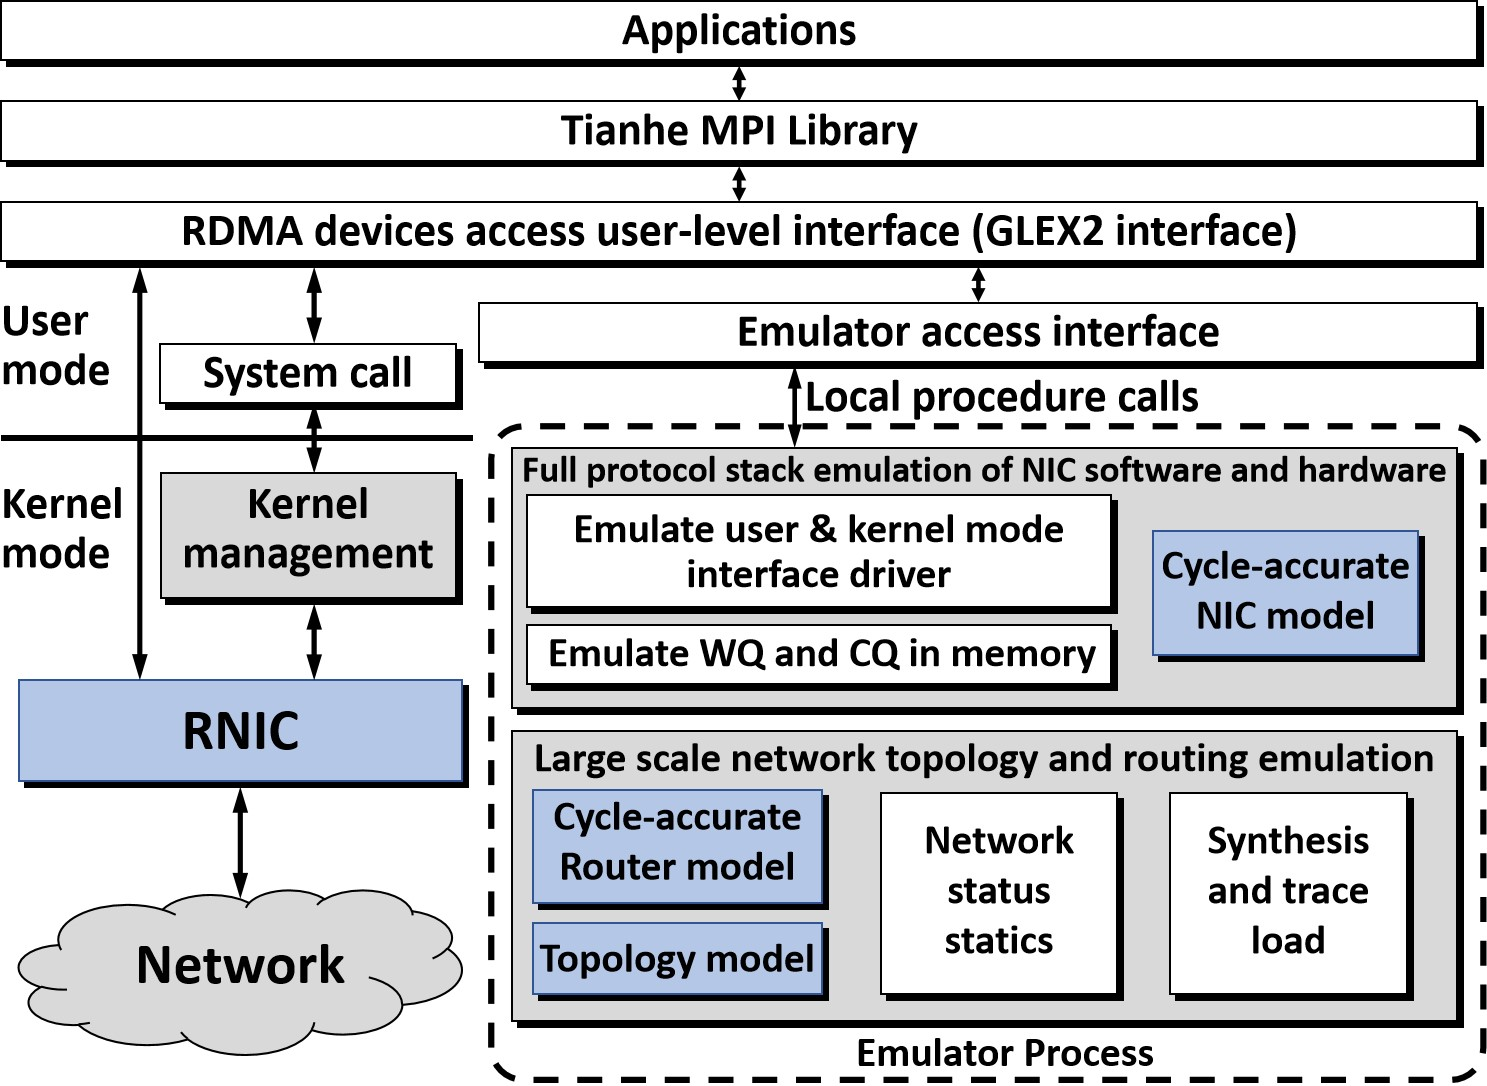 Applications
Tianhe MPI Library
RDMA devices access user-level interface (GLEX2 interface)
User
mode
System call
Kernel
mode
Kernel
management
RNIC
Network
Emulator access interface
Local procedure calls
Full protocol stack emulation of NIC software and hardware
Emulate user & kernel mode
interface driver
Emulate WQ and CQ in memory
Cycle-accurate
NIC model
Large scale network topology and routing emulation
Cycle-accurate
Router model
Topology model
Network
status
statics
Synthesis
and trace
load
Emulator Process